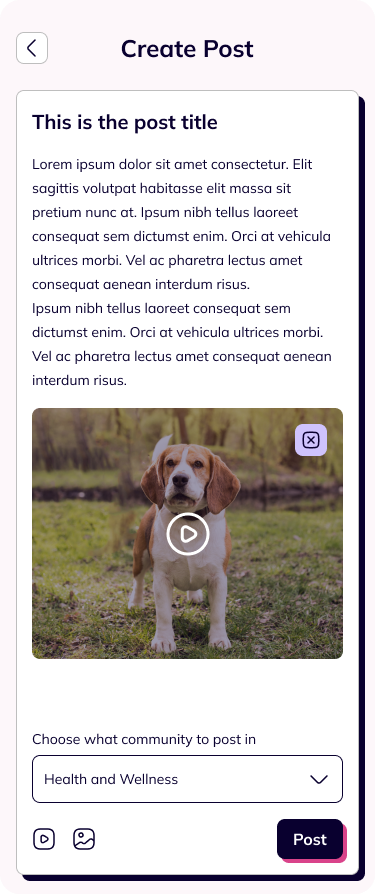 Create Post
This is the post title
Lorem ipsum dolor sit amet consectetur. Elit
sagittis volutpat habitasse elit massa sit
pretium nunc at. Ipsum nibh tellus laoreet
consequat sem dictumst enim. Orci at vehicula
ultrices morbi. Vel ac pharetra lectus amet
consequat aenean interdum risus.
Ipsum nibh tellus laoreet consequat sem
dictumst enim. Orci at vehicula ultrices morbi.
Vel ac pharetra lectus amet consequat aenean
interdum risus.
Choose what community to post in
Health and Wellness
Post